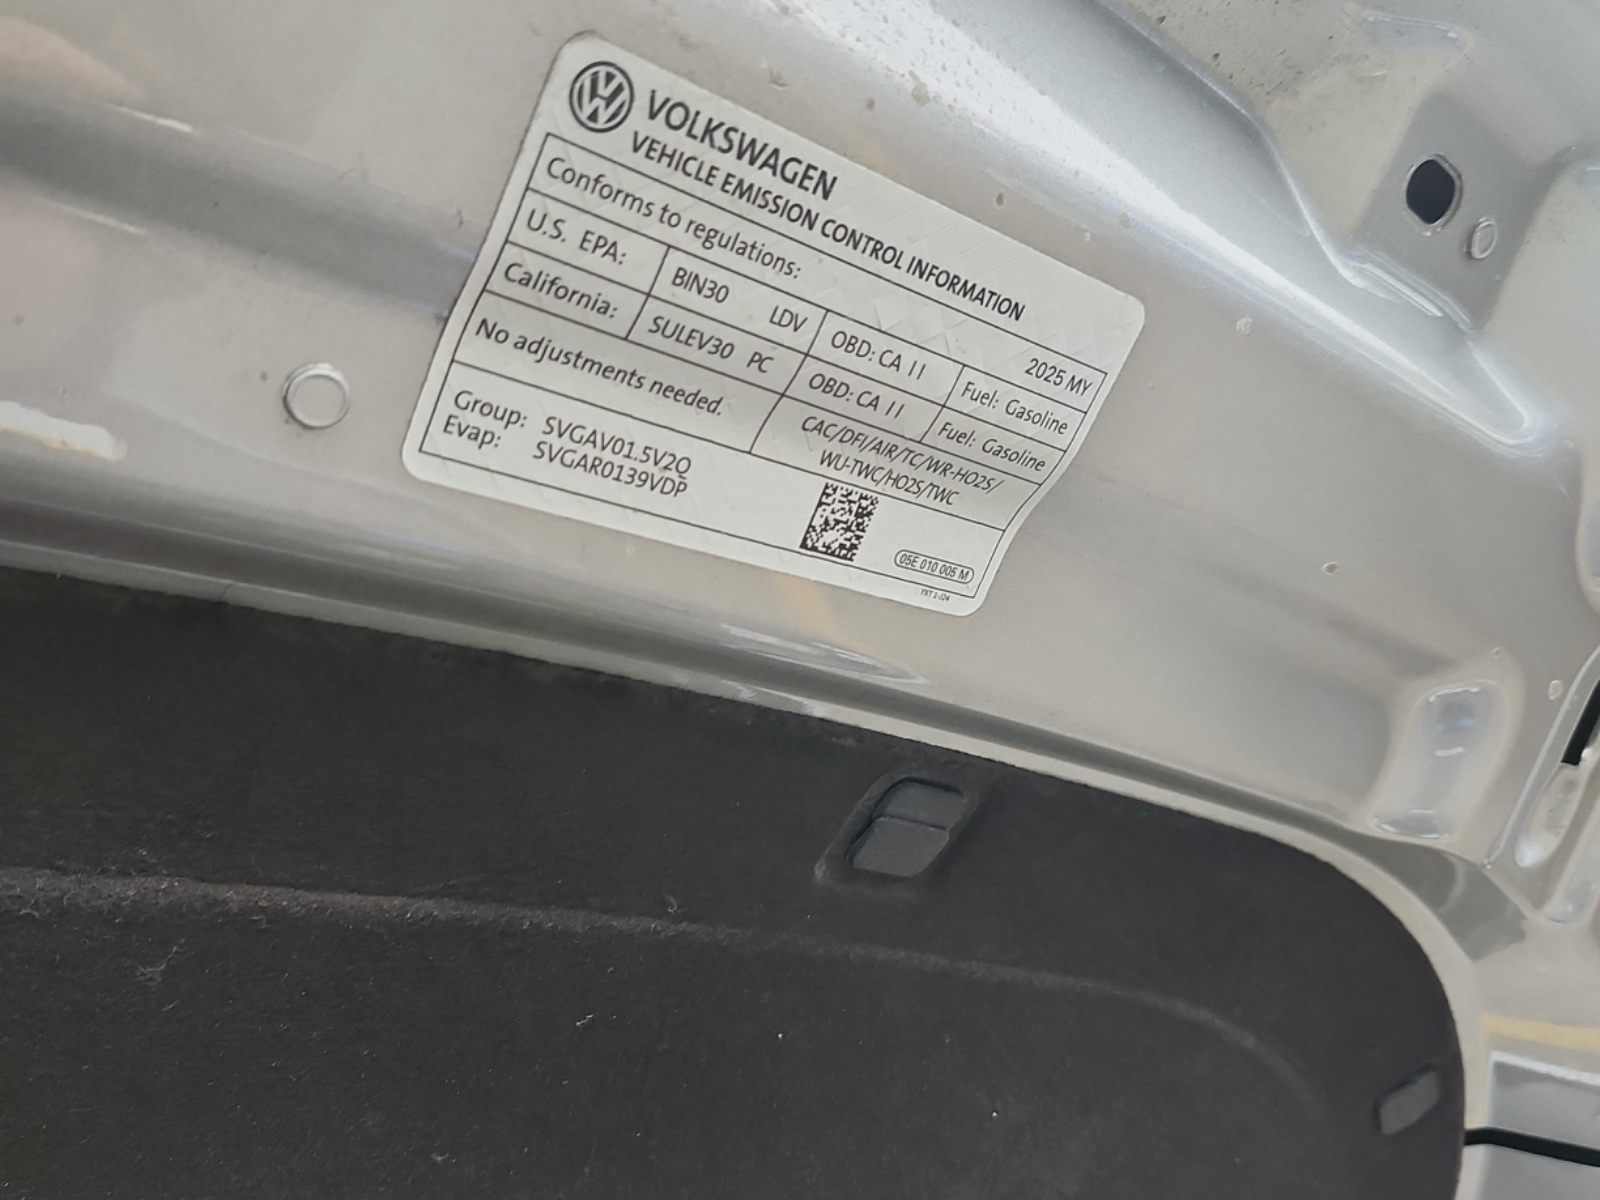 VOLKSWAGEN
VEHICLE EMISSION CONTROL INFORMATION
Conforms to regulations: 2025 MY
U.S. EPA: BIN30 LDV OBD: CA II Fuel: Gasoline
California: SULEV30 PC OBD: CA II Fuel: Gasoline
No adjustments needed. CAC/DFI/AIR/TC/WR-HO2S/
WU-TWC/HO2S/TWC
Group: SVGAV01.5V2Q
Evap: SVGAR0139VDP
05E 010 005 M